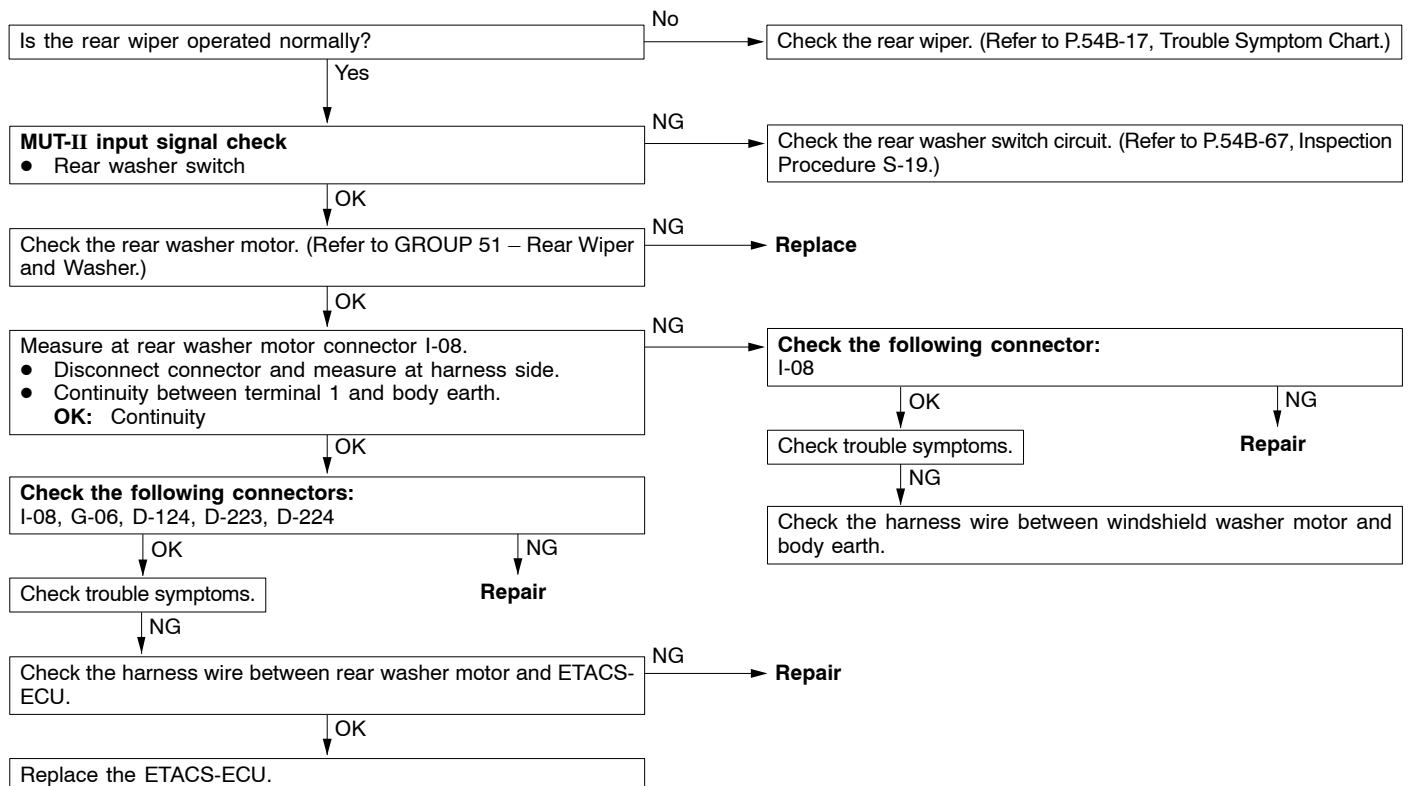 No
Is the rear wiper operated normally?
Check the rear wiper. (Refer to P.54B-17, Trouble Symptom Chart.)
Yes
MUT-II input signal check
● Rear washer switch
NG
Check the rear washer switch circuit. (Refer to P.54B-67, Inspection
Procedure S-19.)
OK
Check the rear washer motor. (Refer to GROUP 51 – Rear Wiper
and Washer.)
NG
Replace
OK
Measure at rear washer motor connector I-08.
● Disconnect connector and measure at harness side.
● Continuity between terminal 1 and body earth.
OK: Continuity
NG
Check the following connector:
I-08
OK
NG
Check trouble symptoms.
Repair
NG
Check the harness wire between windshield washer motor and
body earth.
OK
Check the following connectors:
I-08, G-06, D-124, D-223, D-224
OK
NG
Check trouble symptoms.
Repair
NG
Check the harness wire between rear washer motor and ETACS-
ECU.
NG
Repair
OK
Replace the ETACS-ECU.